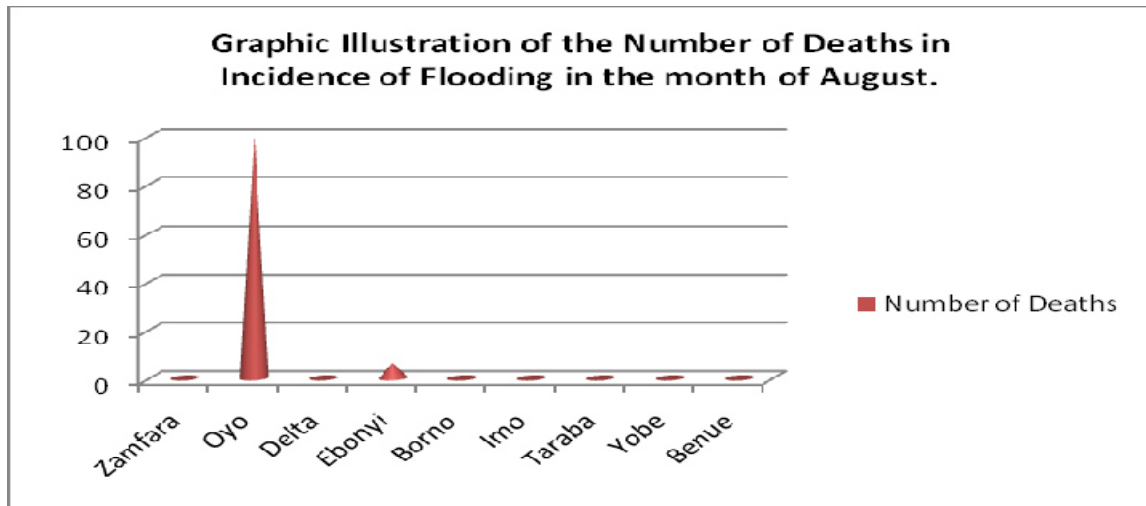 Graphic Illustration of the Number of Deaths in
Incidence of Flooding in the month of August.
100
80
60
40
20
0
Zamfara
Oyo
Delta
Ebonyi
Borno
Imo
Taraba
Yobe
Benue
Number of Deaths